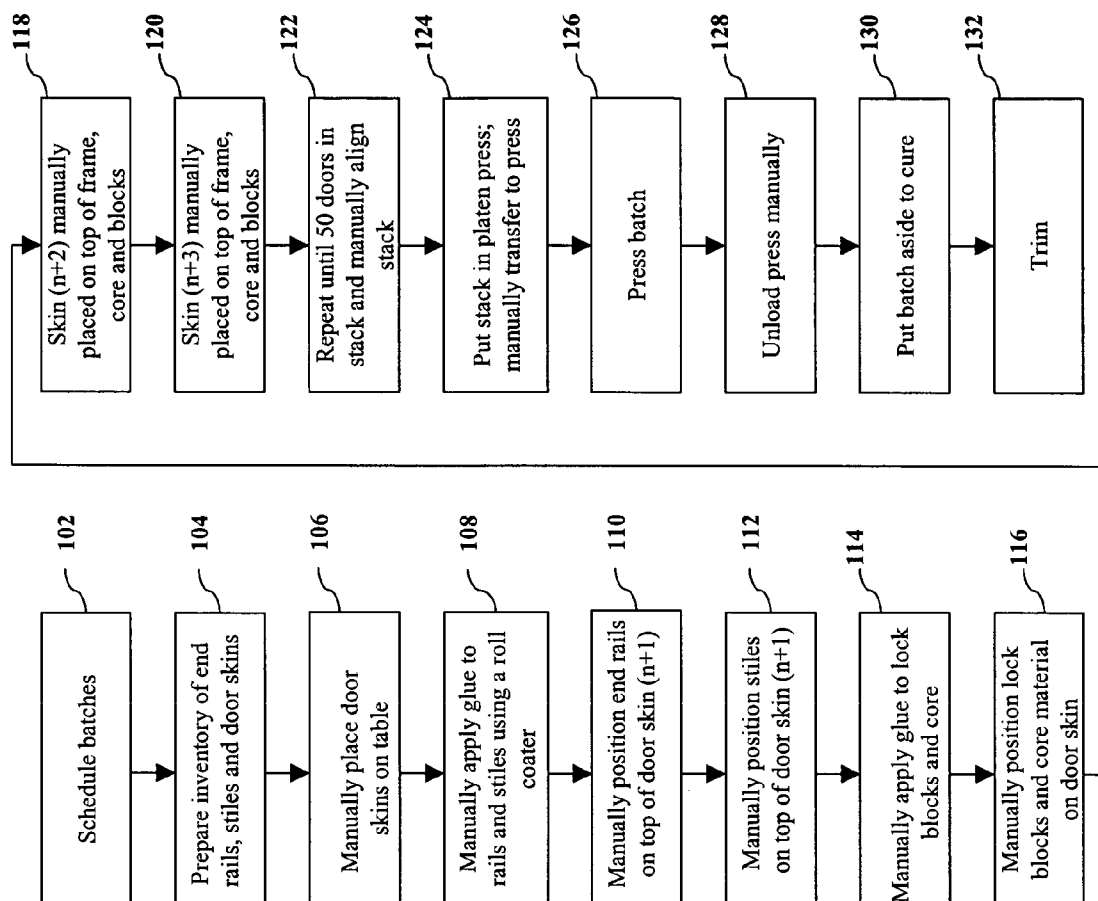 102
Schedule batches
104
Prepare inventory of end
rails, stiles and door skins
106
Manually place door
skins on table
108
Manually apply glue to
rails and stiles using a roll
coater
110
Manually position end rails
on top of door skin (n+1)
112
Manually position stiles
on top of door skin (n+1)
114
Manually apply glue to lock
blocks and core
116
Manually position lock
blocks and core material
on door skin
118
Skin (n+2) manually
placed on top of frame,
core and blocks
120
Skin (n+3) manually
placed on top of frame,
core and blocks
122
Repeat until 50 doors in
stack and manually align
stack
124
Put stack in platen press;
manually transfer to press
126
Press batch
128
Unload press manually
130
Put batch aside to cure
132
Trim